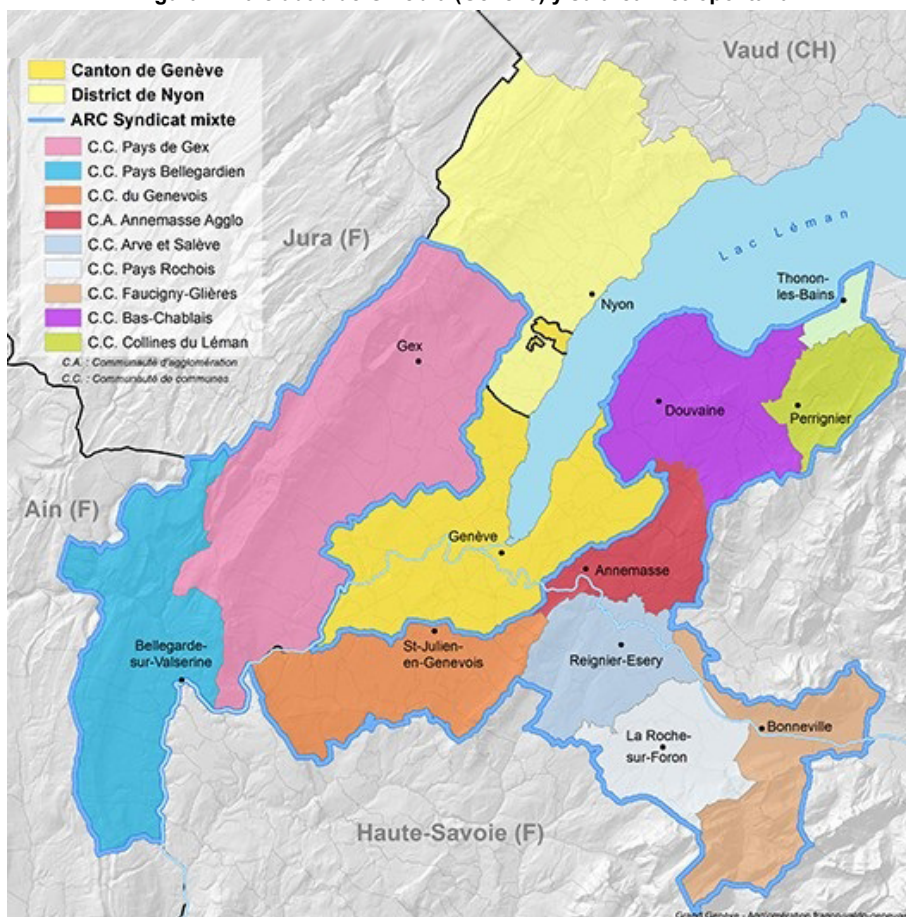 Vaud (CH)
Canton de Genève
District de Nyon
ARC Syndicat mixte
C.C. Pays de Gex
C.C. Pays Bellegardien
C.C. du Genevois
C.A. Annemasse Agglo
C.C. Arve et Salève
C.C. Pays Rochois
C.C. Faucigny-Glières
C.C. Bas-Chablais
C.C. Collines du Léman
C.A. : Communauté d'agglomération
C.C. : Communauté de communes
Jura (F)
Lac Léman
Thonon-
les-Bains
Nyon
Gex
Douvaine
Perrignier
Ain (F)
Genève
Annemasse
Bellegarde-
sur-Valserine
St-Julien-
en-Genevois
Reignier-Esery
La Roche-
sur-Foron
Bonneville
Haute-Savoie (F)